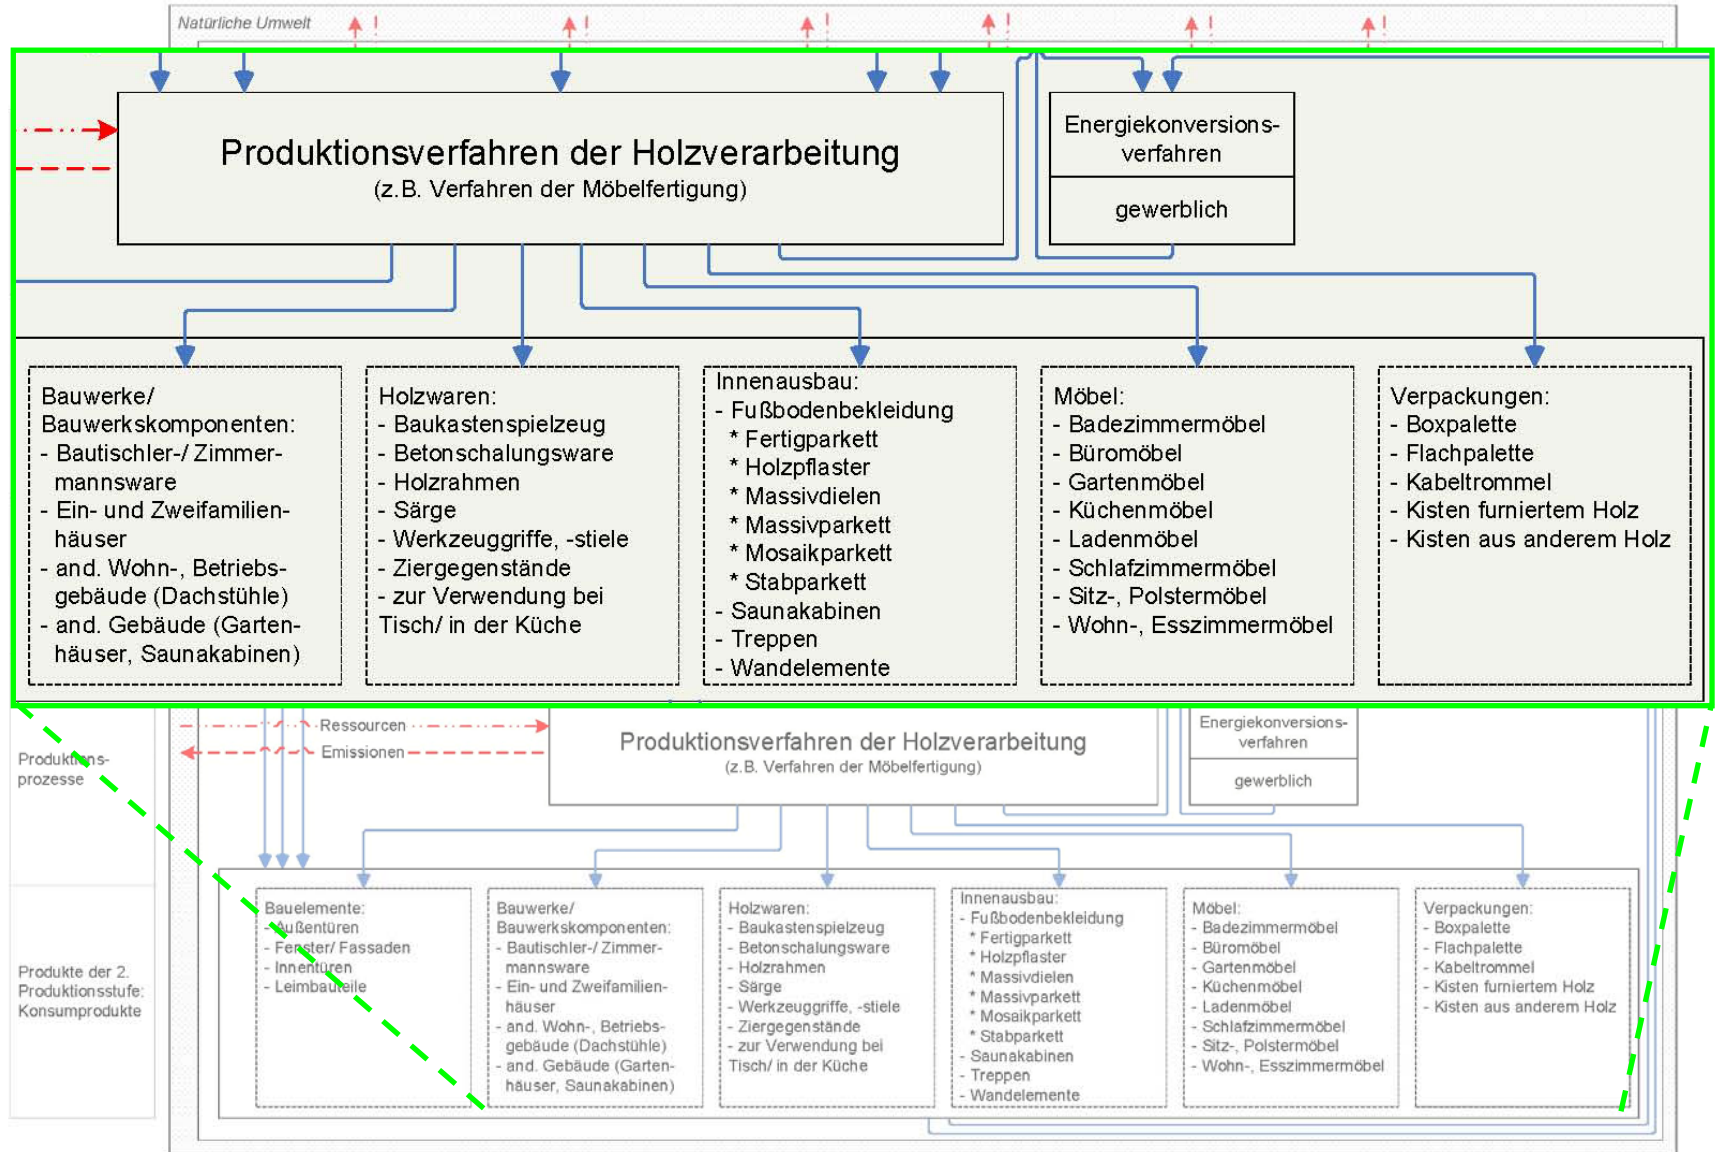 Natürliche Umwelt
Produktionsverfahren der Holzverarbeitung
(z.B. Verfahren der Möbelfertigung)
Energiekonversions-
verfahren
gewerblich
Bauwerke/
Bauwerkskomponenten:
- Bautischler-/ Zimmer-
mannsware
- Ein- und Zweifamilien-
häuser
- and. Wohn-, Betriebs-
gebäude (Dachstühle)
- and. Gebäude (Garten-
häuser, Saunakabinen)
Holzwaren:
- Baukastenspielzeug
- Betonschalungsware
- Holzrahmen
- Särge
- Werkzeuggriffe, -stiele
- Ziergegenstände
- zur Verwendung bei
Tisch/ in der Küche
Innenausbau:
- Fußbodenbekleidung
* Fertigparkett
* Holzpflaster
* Massivdielen
* Massivparkett
* Mosaikparkett
* Stabparkett
- Saunakabinen
- Treppen
- Wandelemente
Möbel:
- Badezimmermöbel
- Büromöbel
- Gartenmöbel
- Küchenmöbel
- Ladenmöbel
- Schlafzimmermöbel
- Sitz-, Polstermöbel
- Wohn-, Esszimmermöbel
Verpackungen:
- Boxpalette
- Flachpalette
- Kabeltrommel
- Kisten furniertem Holz
- Kisten aus anderem Holz
Produktions-
prozesse
Ressourcen
Emissionen
Produktionsverfahren der Holzverarbeitung
(z.B. Verfahren der Möbelfertigung)
Energiekonversions-
verfahren
gewerblich
Produkte der 2.
Produktionsstufe:
Konsumprodukte
Bauelemente:
- Außentüren
- Fenster/ Fassaden
- Innentüren
- Leimbauteile
Bauwerke/
Bauwerkskomponenten:
- Bautischler-/ Zimmer-
mannsware
- Ein- und Zweifamilien-
häuser
- and. Wohn-, Betriebs-
gebäude (Dachstühle)
- and. Gebäude (Garten-
häuser, Saunakabinen)
Holzwaren:
- Baukastenspielzeug
- Betonschalungsware
- Holzrahmen
- Särge
- Werkzeuggriffe, -stiele
- Ziergegenstände
- zur Verwendung bei
Tisch/ in der Küche
Innenausbau:
- Fußbodenbekleidung
* Fertigparkett
* Holzpflaster
* Massivdielen
* Massivparkett
* Mosaikparkett
* Stabparkett
- Saunakabinen
- Treppen
- Wandelemente
Möbel:
- Badezimmermöbel
- Büromöbel
- Gartenmöbel
- Küchenmöbel
- Ladenmöbel
- Schlafzimmermöbel
- Sitz-, Polstermöbel
- Wohn-, Esszimmermöbel
Verpackungen:
- Boxpalette
- Flachpalette
- Kabeltrommel
- Kisten furniertem Holz
- Kisten aus anderem Holz